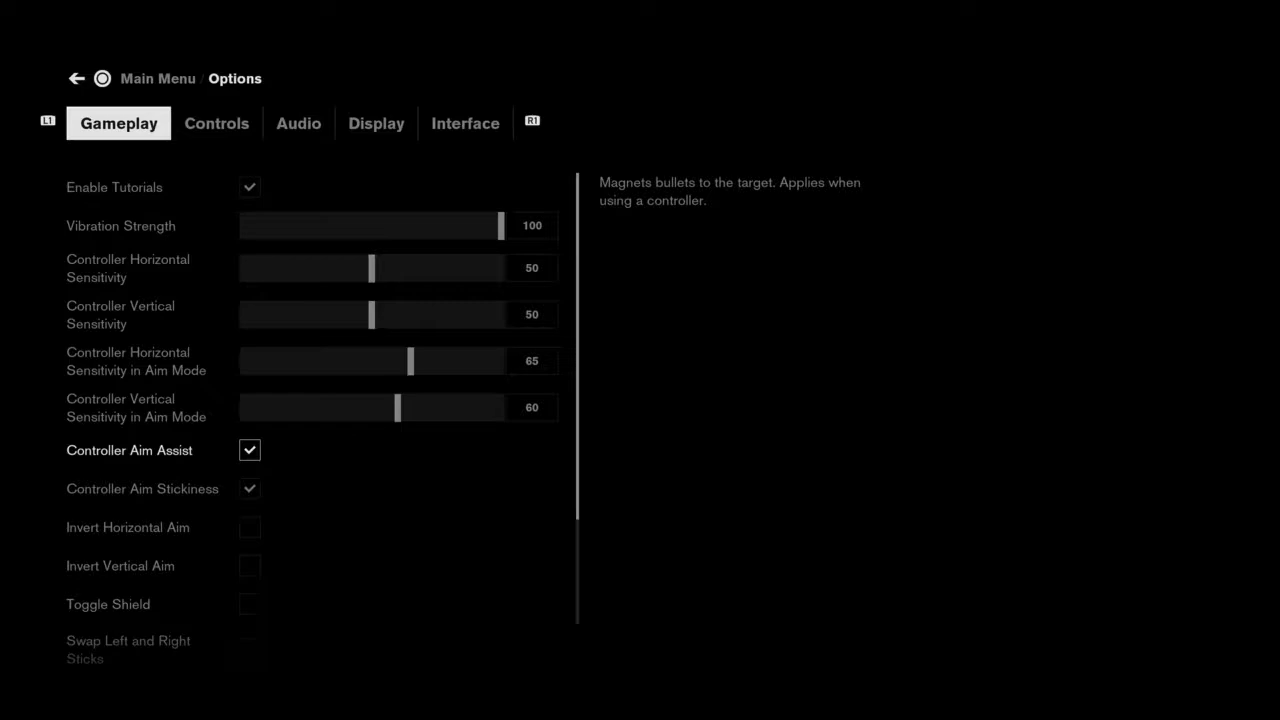 Main Menu / Options
L1 Gameplay Controls Audio Display Interface R1
Enable Tutorials
Vibration Strength 100
Controller Horizontal
Sensitivity
50
Controller Vertical
Sensitivity
50
Controller Horizontal
Sensitivity in Aim Mode
65
Controller Vertical
Sensitivity in Aim Mode
60
Controller Aim Assist
Controller Aim Stickiness
Invert Horizontal Aim
Invert Vertical Aim
Toggle Shield
Swap Left and Right
Sticks
Magnets bullets to the target. Applies when
using a controller.